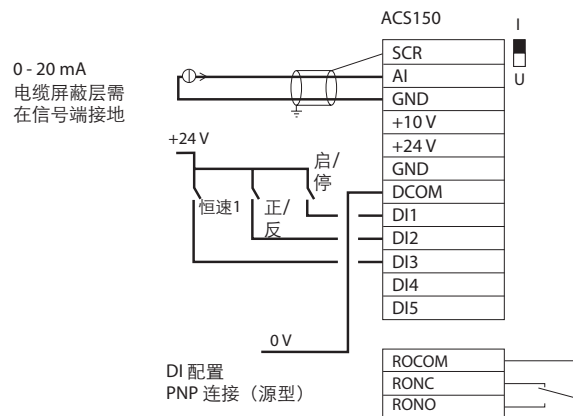 ACS150
I
U
SCR
AI
GND
+10 V
+24 V
GND
DCOM
DI1
DI2
DI3
DI4
DI5
0 - 20 mA
电缆屏蔽层需
在信号端接地
+24 V
启/
停
恒速1
正/
反
0 V
DI 配置
PNP 连接（源型）
ROCOM
RONC
RONO